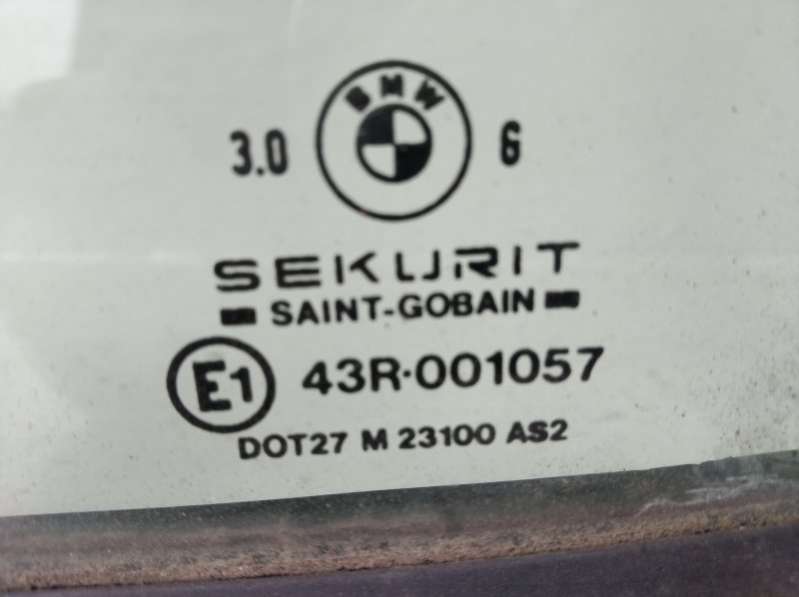 BMW
3.0 6
SEKURIT
SAINT-GOBAIN
E1 43R·001057
DOT27 M 23100 AS2